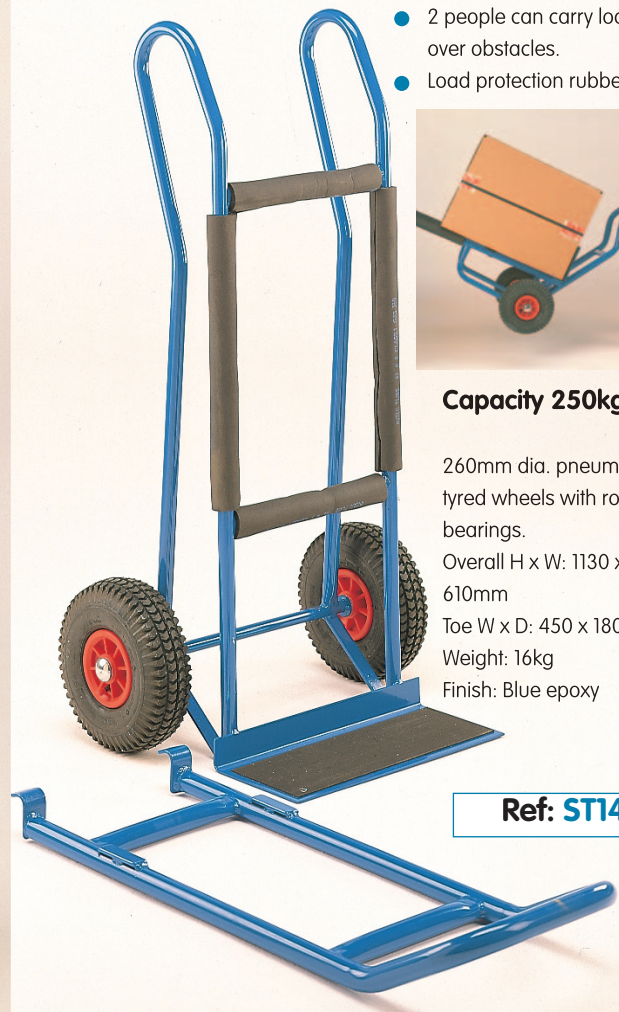 2 people can carry loa
over obstacles.
Load protection rubbe
Capacity 250kg
260mm dia. pneum
tyred wheels with ro
bearings.
Overall H x W: 1130 x
610mm
Toe W x D: 450 x 180
Weight: 16kg
Finish: Blue epoxy
Ref: ST14